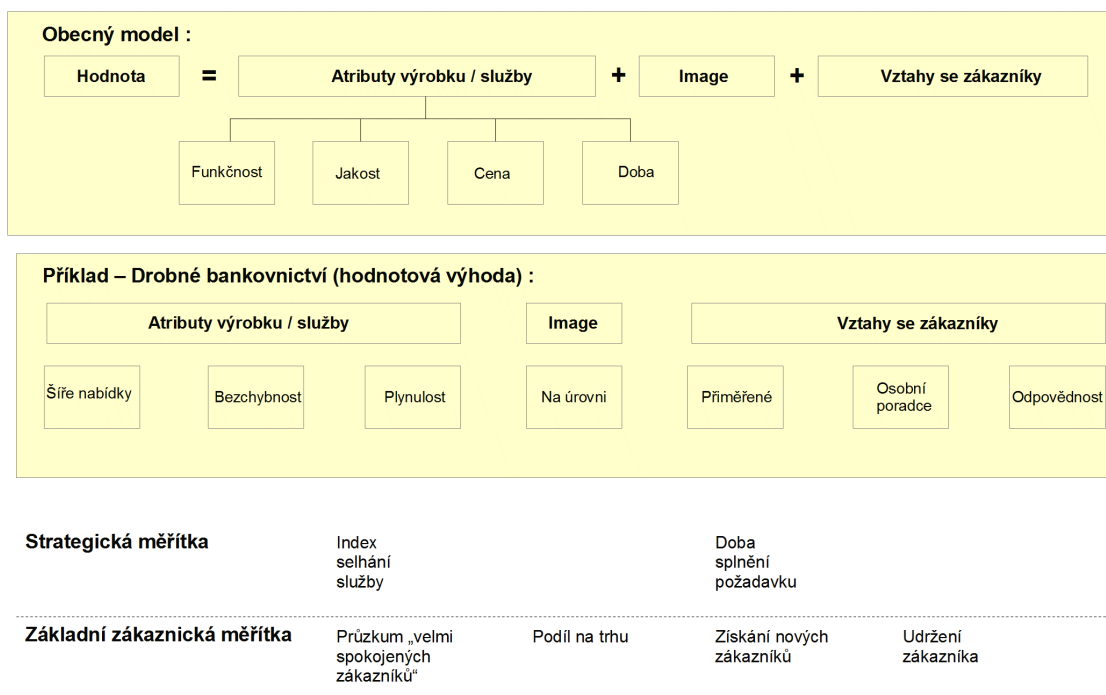 Obecný model :
Hodnota = Atributy výrobku / služby + Image + Vztahy se zákazníky
Funkčnost Jakost Cena Doba
Příklad – Drobné bankovnictví (hodnotová výhoda) :
Atributy výrobku / služby Image Vztahy se zákazníky
Šíře nabídky Bezchybnost Plynulost Na úrovni Přiměřené Osobní
poradce Odpovědnost
Strategická měřítka
Index
selhání
služby
Doba
splnění
požadavku
Základní zákaznická měřítka
Průzkum „velmi
spokojených
zákazníků“
Podíl na trhu
Získání nových
zákazníků
Udržení
zákazníka